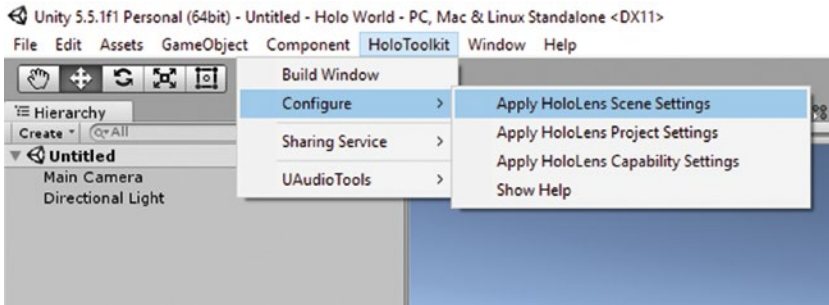 Unity 5.5.1f1 Personal (64bit) - Untitled - Holo World - PC, Mac & Linux Standalone <DX11>
File Edit Assets GameObject Component HoloToolkit Window Help
Build Window
Configure
Sharing Service
UAudioTools
Apply HoloLens Scene Settings
Apply HoloLens Project Settings
Apply HoloLens Capability Settings
Show Help
Hierarchy
Create All
Untitled
Main Camera
Directional Light